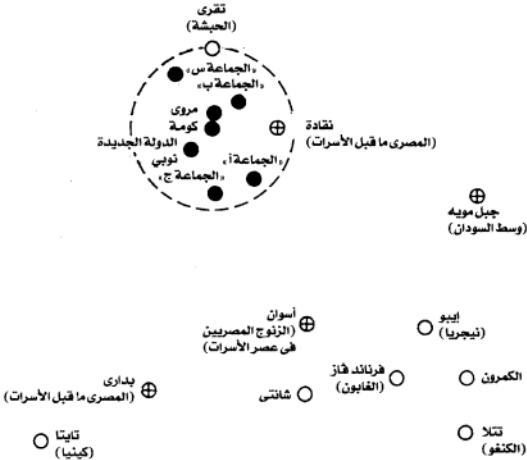 تقرى
(الحبشة)
«الجماعة س»
«الجماعة ب»
مروى
كومة
نقادة
(المصرى ما قبل الأسرات)
الدولة الجديدة
نوبي
«الجماعة أ»
«الجماعة ج»
جبل مويه
(وسط السودان)
أسوان
(الزنوج المصريين
فى عصر الأسرات)
إيبو
(نيجريا)
بدارى
(المصرى ما قبل الأسرات)
شانتى
فرناند ڤاز
(الغابون)
الكمرون
تايتا
(كينيا)
تتلا
(الكنغو)